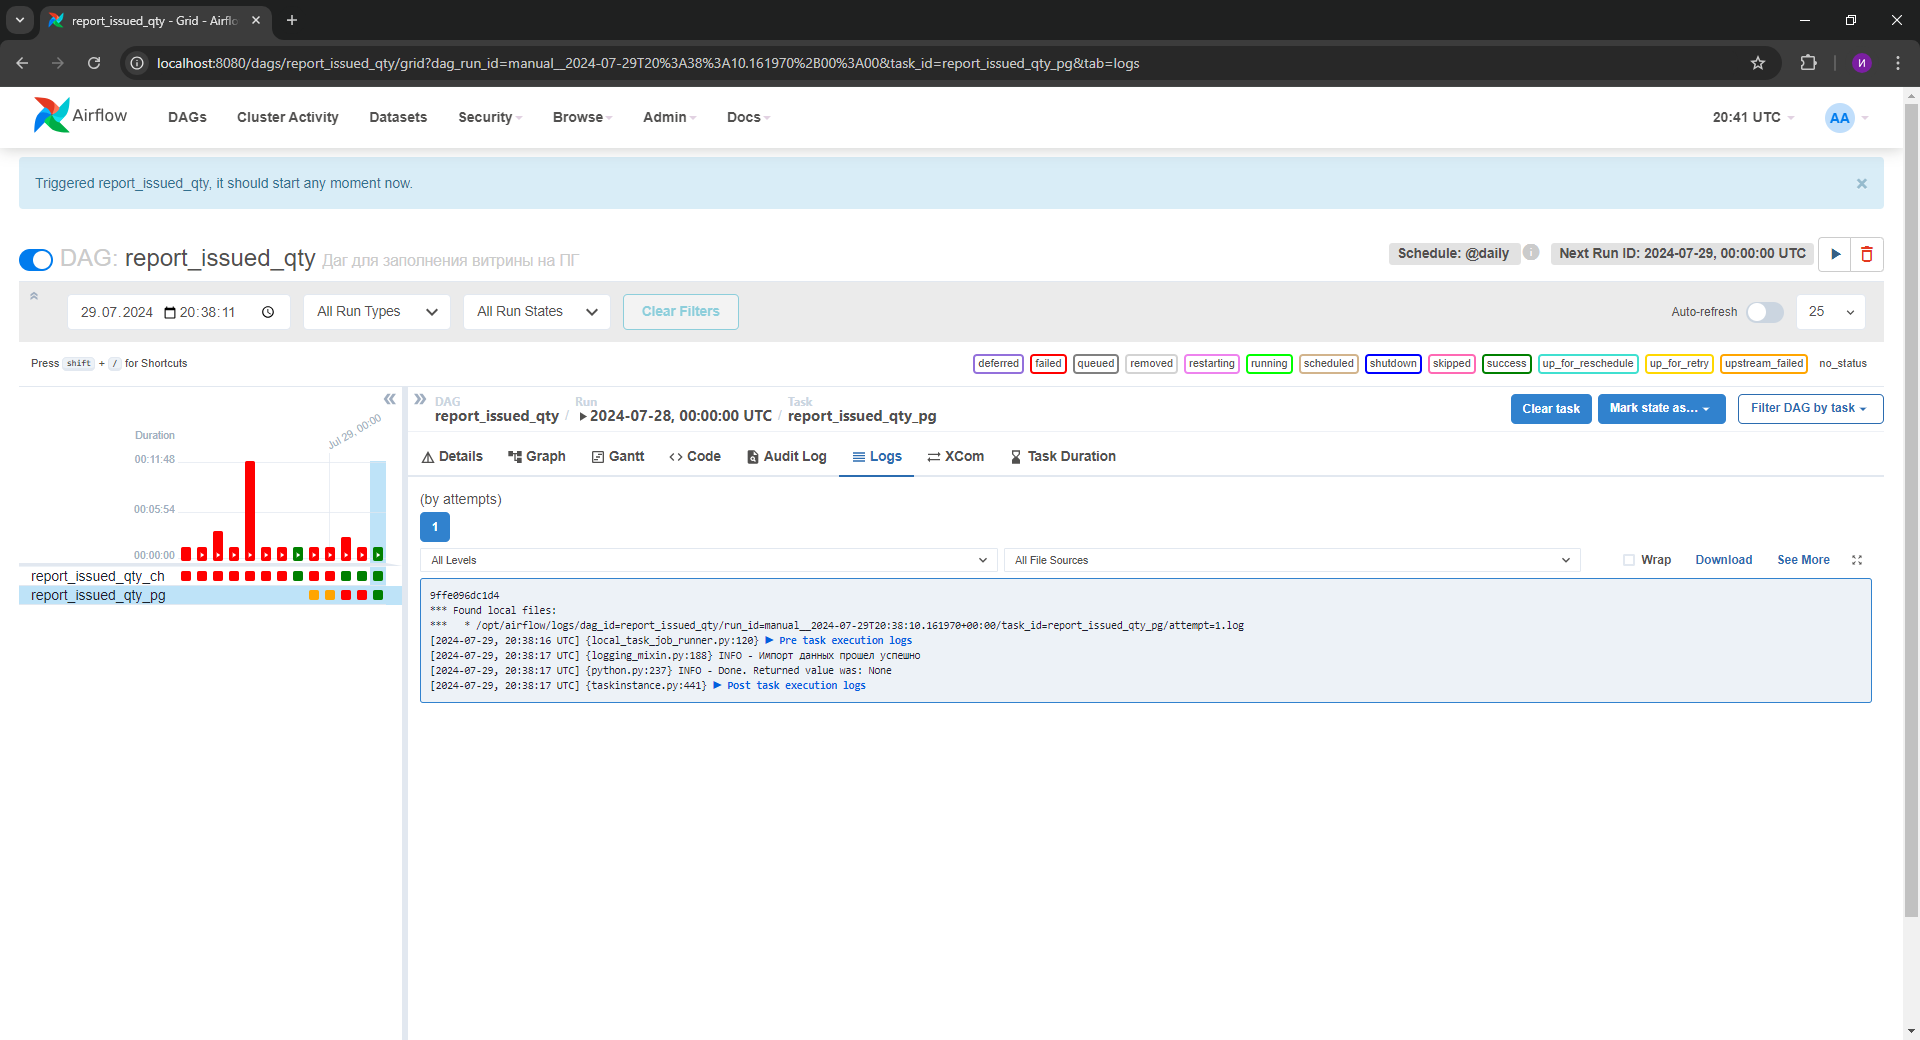 report_issued_qty - Grid - Airflo
localhost:8080/dags/report_issued_qty/grid?dag_run_id=manual__2024-07-29T20%3A38%3A10.161970%2B00%3A00&task_id=report_issued_qty_pg&tab=logs
И
Airflow DAGs Cluster Activity Datasets Security Browse Admin Docs 20:41 UTC AA
Triggered report_issued_qty, it should start any moment now. ×
DAG: report_issued_qty Даг для заполнения витрины на ПГ
Schedule: @daily Next Run ID: 2024-07-29, 00:00:00 UTC
29.07.2024 20:38:11 All Run Types All Run States Clear Filters Auto-refresh 25
Press shift + / for Shortcuts
deferred failed queued removed restarting running scheduled shutdown skipped success up_for_reschedule up_for_retry upstream_failed no_status
Duration
Jul 29, 00:00
00:11:48
00:05:54
00:00:00
report_issued_qty_ch
report_issued_qty_pg
DAG Run Task
report_issued_qty / 2024-07-28, 00:00:00 UTC / report_issued_qty_pg
Clear task Mark state as... Filter DAG by task
Details Graph Gantt Code Audit Log Logs XCom Task Duration
(by attempts)
1
All Levels All File Sources Wrap Download See More
9ffe096dc1d4
*** Found local files:
***   * /opt/airflow/logs/dag_id=report_issued_qty/run_id=manual__2024-07-29T20:38:10.161970+00:00/task_id=report_issued_qty_pg/attempt=1.log
[2024-07-29, 20:38:16 UTC] {local_task_job_runner.py:120} ▶ Pre task execution logs
[2024-07-29, 20:38:17 UTC] {logging_mixin.py:188} INFO - Импорт данных прошел успешно
[2024-07-29, 20:38:17 UTC] {python.py:237} INFO - Done. Returned value was: None
[2024-07-29, 20:38:17 UTC] {taskinstance.py:441} ▶ Post task execution logs